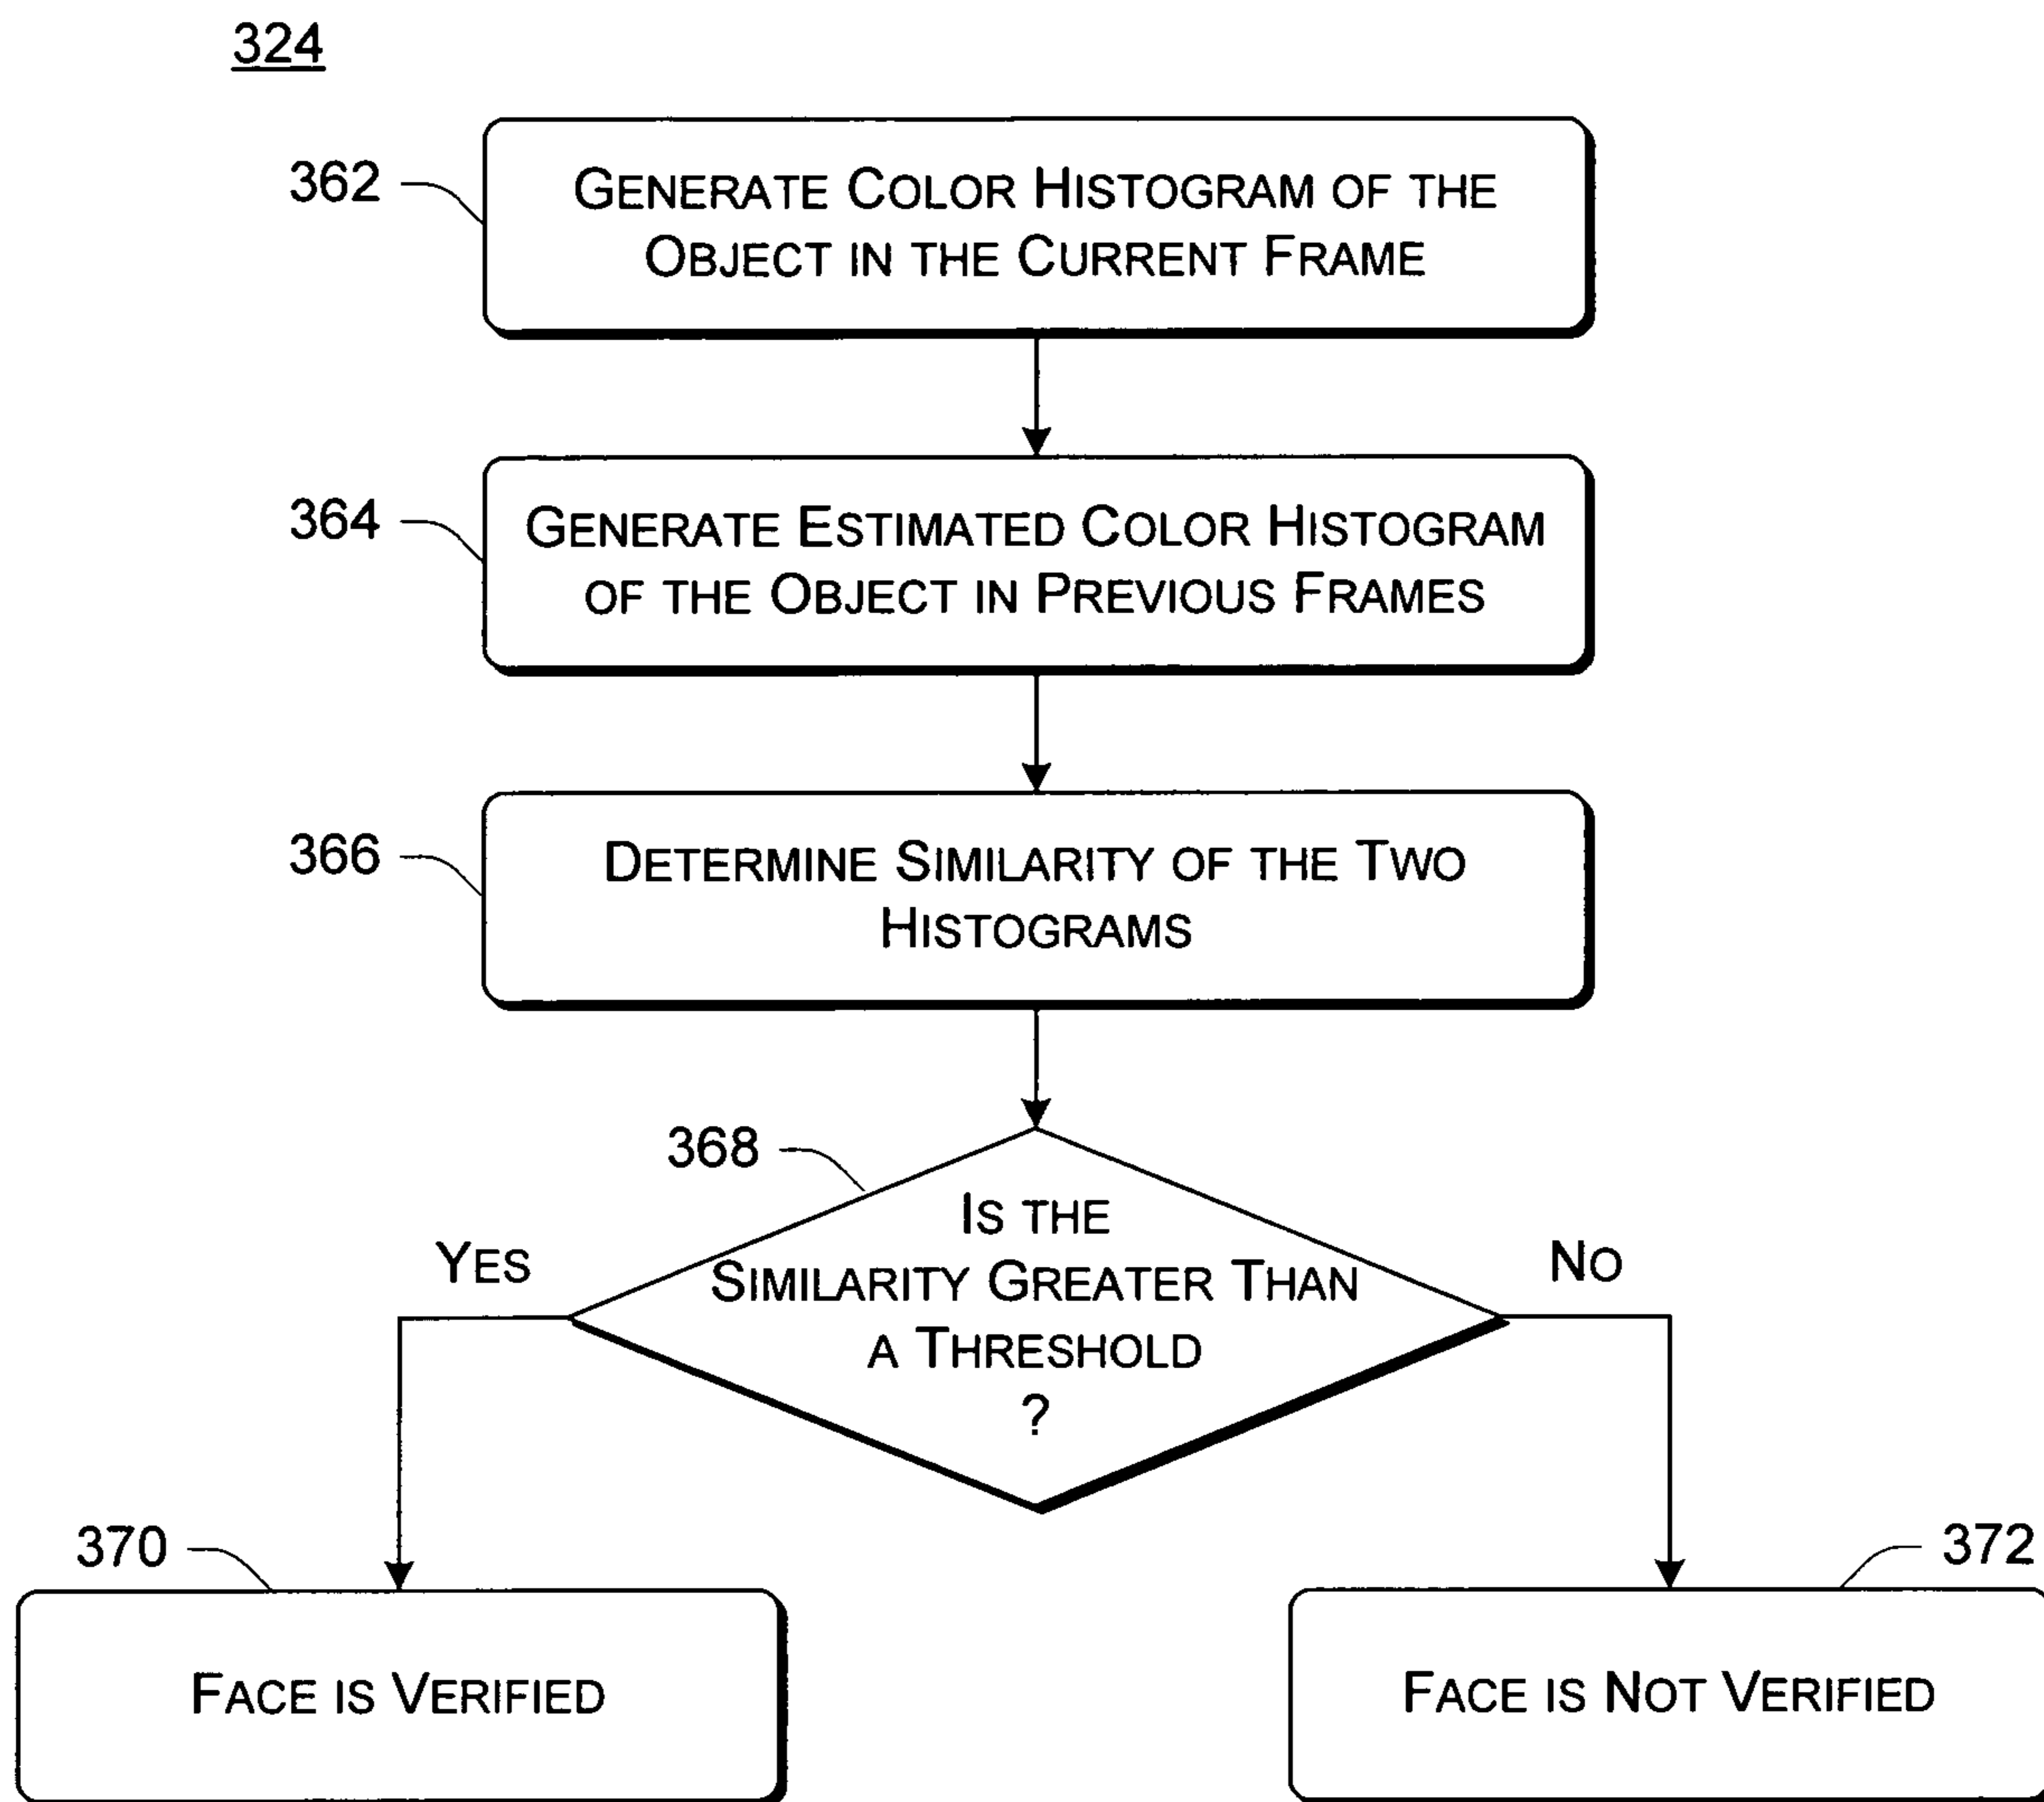 324
362
GENERATE COLOR HISTOGRAM OF THE
OBJECT IN THE CURRENT FRAME
364
GENERATE ESTIMATED COLOR HISTOGRAM
OF THE OBJECT IN PREVIOUS FRAMES
366
DETERMINE SIMILARITY OF THE TWO
HISTOGRAMS
368
IS THE
SIMILARITY GREATER THAN
A THRESHOLD
?
YES
NO
370
372
FACE IS VERIFIED
FACE IS NOT VERIFIED